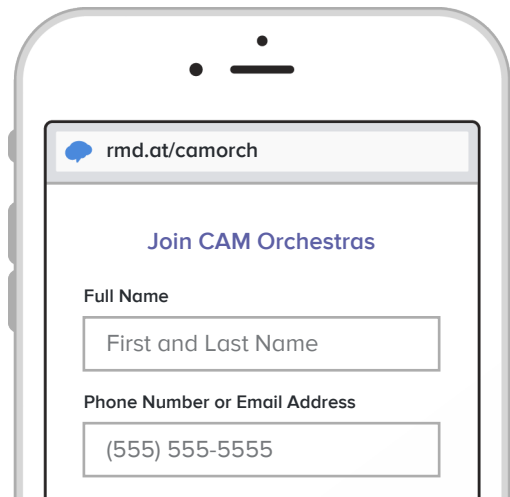 rmd.at/camorch
Join CAM Orchestras
Full Name
First and Last Name
Phone Number or Email Address
(555) 555-5555